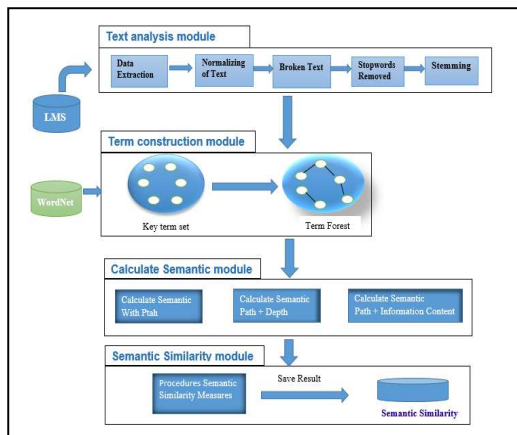 Text analysis module
Data
Extraction
Normalizing
of Text
Broken Text
Stopwords
Removed
Stemming
LMS
Term construction module
WordNet
Key term set
Term Forest
Calculate Semantic module
Calculate Semantic
With Ptah
Calculate Semantic
Path + Depth
Calculate Semantic
Path + Information Content
Semantic Similarity module
Procedures Semantic
Similarity Measures
Save Result
Semantic Similarity